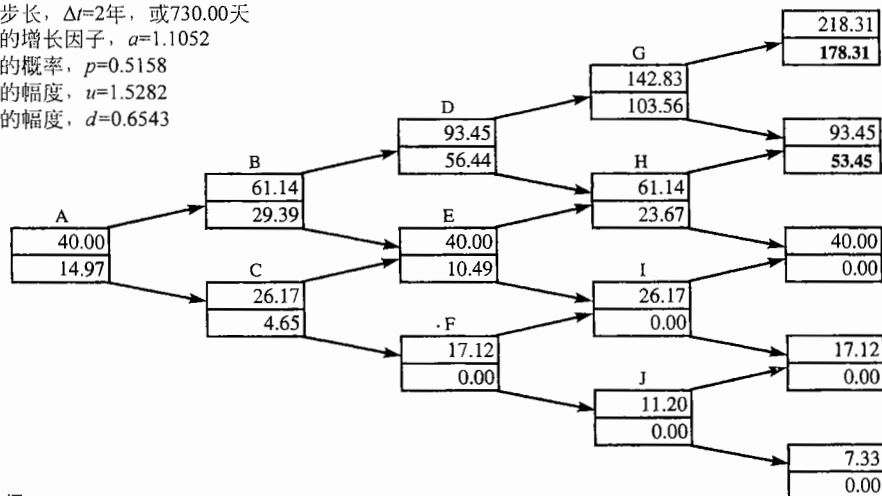 步长，Δt=2年，或730.00天
的增长因子，a=1.1052
的概率，p=0.5158
的幅度，u=1.5282
的幅度，d=0.6543
A
40.00
14.97
B
61.14
29.39
C
26.17
4.65
D
93.45
56.44
E
40.00
10.49
F
17.12
0.00
G
142.83
103.56
H
61.14
23.67
I
26.17
0.00
J
11.20
0.00
218.31
178.31
93.45
53.45
40.00
0.00
17.12
0.00
7.33
0.00